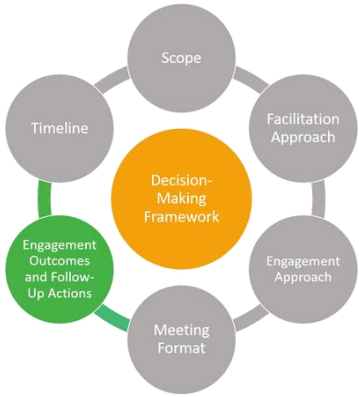 Scope
Facilitation
Approach
Engagement
Approach
Meeting
Format
Engagement
Outcomes
and Follow-
Up Actions
Timeline
Decision-
Making
Framework